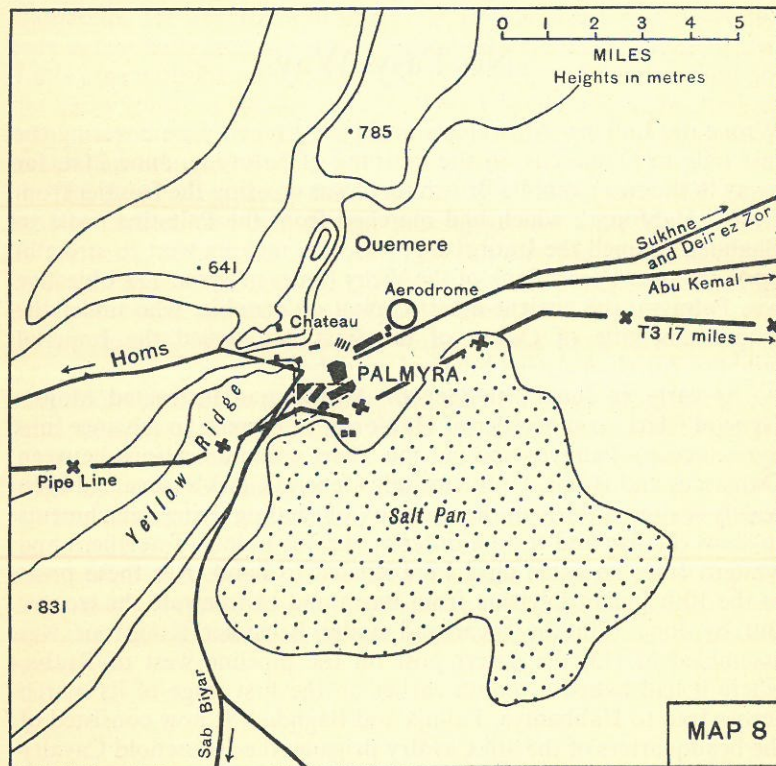 0 1 2 3 4 5 6
MILES
Heights in metres
785
Ouemere
641
Sukhne
and Deir ez Zor
Abu Kemal
Aerodrome
Chateau
T3 17 miles
Homs
PALMYRA
Yellow Ridge
Pipe Line
Salt Pan
831
Sab Biyar
MAP 8